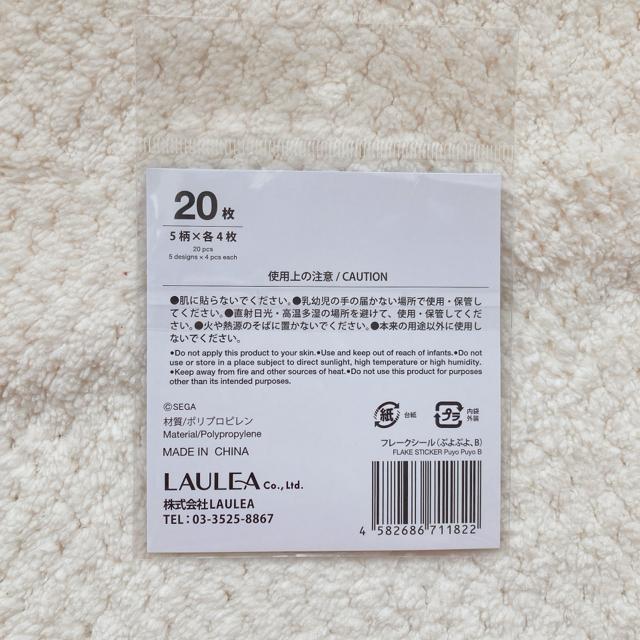 20枚
5柄×各4枚
20 pcs
5 designs × 4 pcs each
使用上の注意 / CAUTION
●肌に貼らないでください。●乳幼児の手の届かない場所で使用・保管し
てください。●直射日光・高温多湿の場所を避けて、使用・保管してくだ
さい。●火や熱源のそばに置かないでください。●本来の用途以外に使用し
ないでください。
●Do not apply this product to your skin.●Use and keep out of reach of infants.●Do not
use or store in a place subject to direct sunlight, high temperature or high humidity.
●Keep away from fire and other sources of heat.●Do not use this product for purposes
other than its intended purposes.
©SEGA
材質/ポリプロピレン
Material/Polypropylene
MADE IN CHINA
LAULEA Co., Ltd.
株式会社LAULEA
TEL : 03-3525-8867
紙 台紙
プラ 内袋
外装
フレークシール(ぷよぷよ、B)
FLAKE STICKER Puyo Puyo B
4 582686 711822